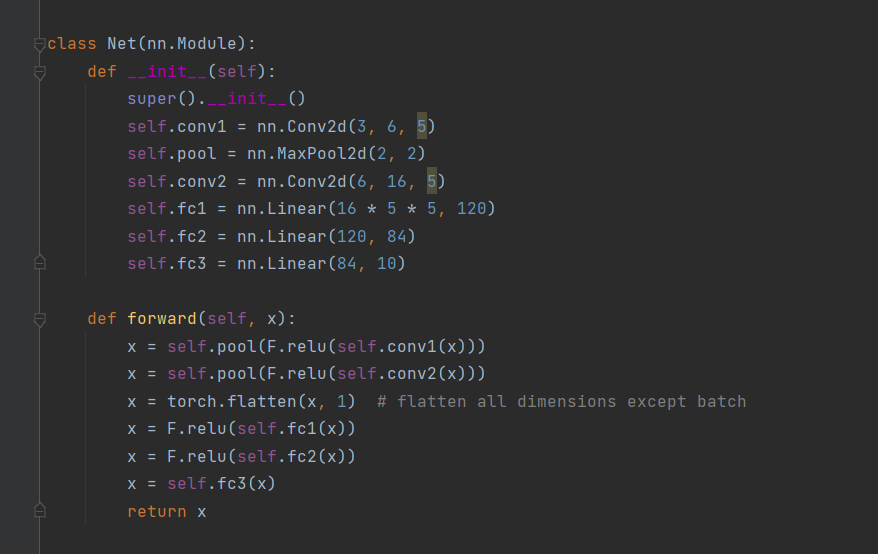 class Net(nn.Module):
    def __init__(self):
        super().__init__()
        self.conv1 = nn.Conv2d(3, 6, 5)
        self.pool = nn.MaxPool2d(2, 2)
        self.conv2 = nn.Conv2d(6, 16, 5)
        self.fc1 = nn.Linear(16 * 5 * 5, 120)
        self.fc2 = nn.Linear(120, 84)
        self.fc3 = nn.Linear(84, 10)
    def forward(self, x):
        x = self.pool(F.relu(self.conv1(x)))
        x = self.pool(F.relu(self.conv2(x)))
        x = torch.flatten(x, 1)  # flatten all dimensions except batch
        x = F.relu(self.fc1(x))
        x = F.relu(self.fc2(x))
        x = self.fc3(x)
        return x